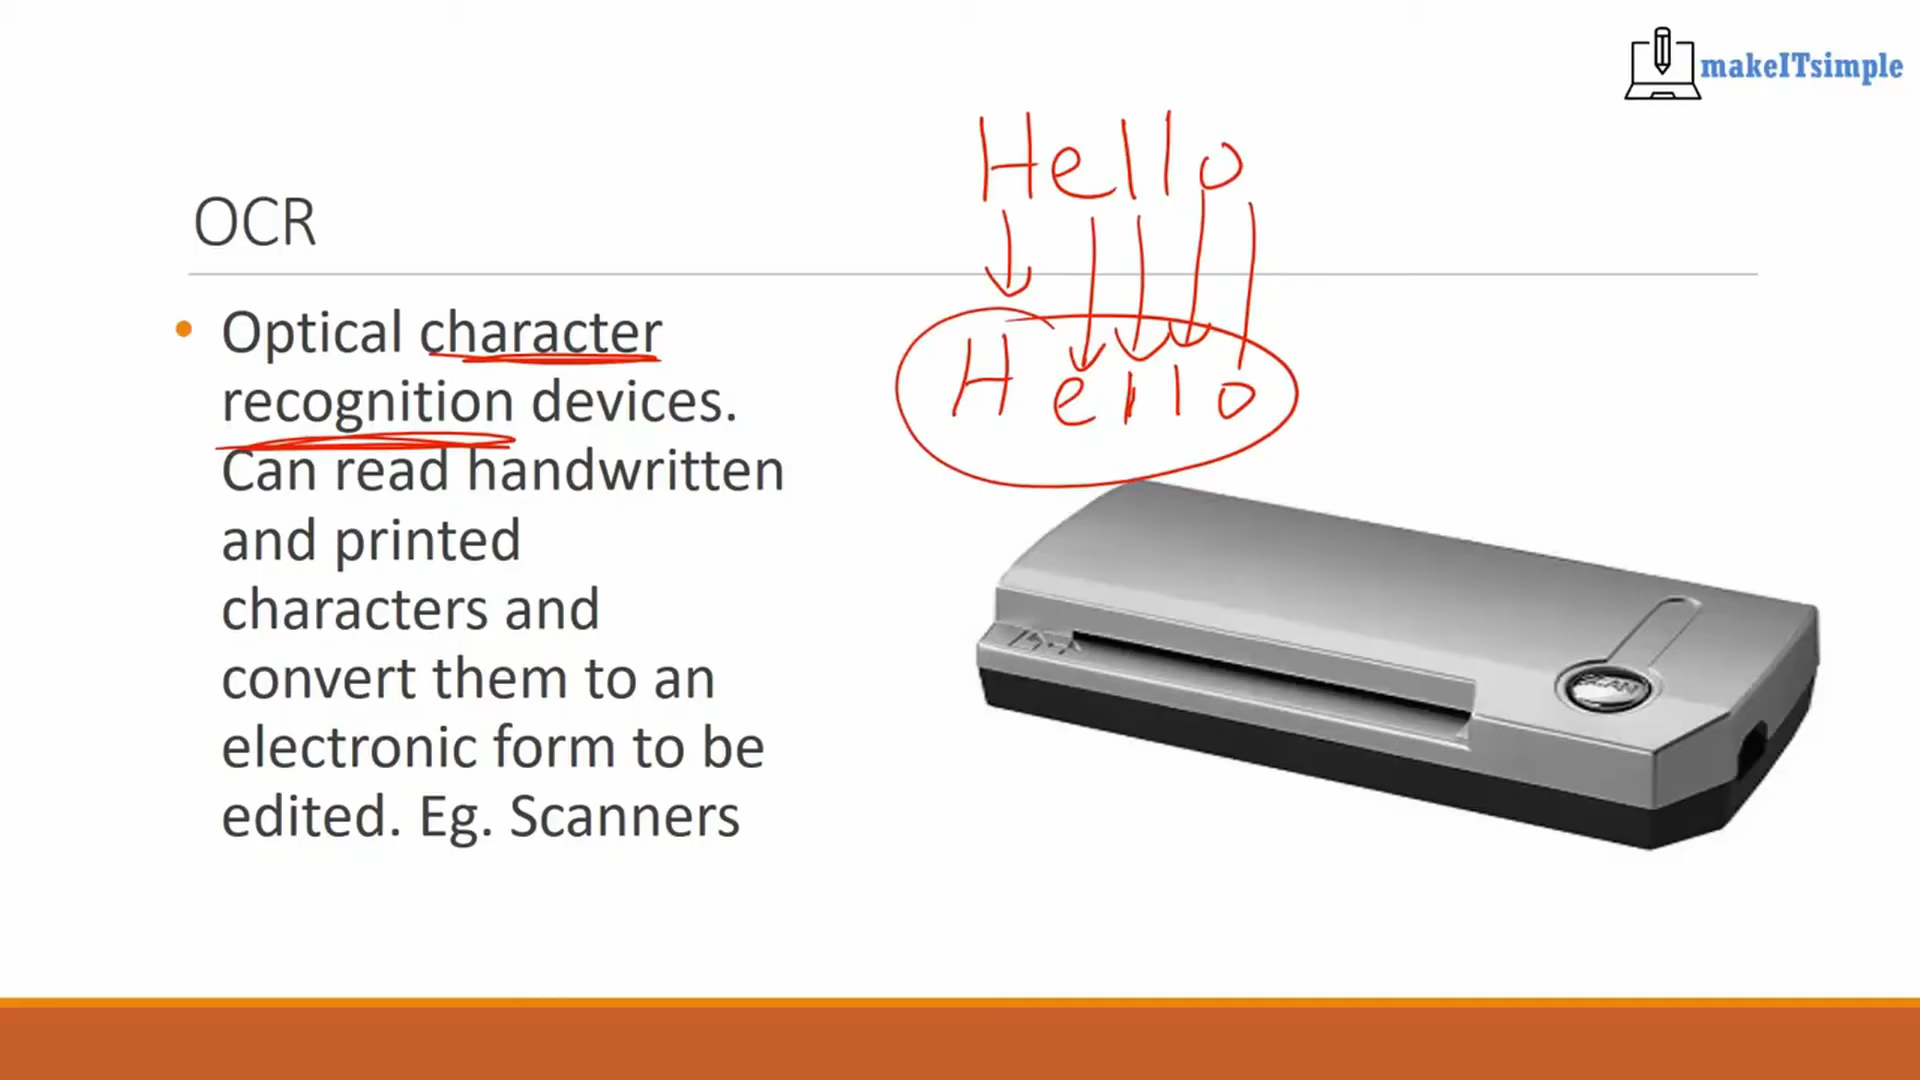 makeITsimple
Hello
OCR
Optical character
recognition devices.
Can read handwritten
and printed
characters and
convert them to an
electronic form to be
edited. Eg. Scanners
Hello
SCAN